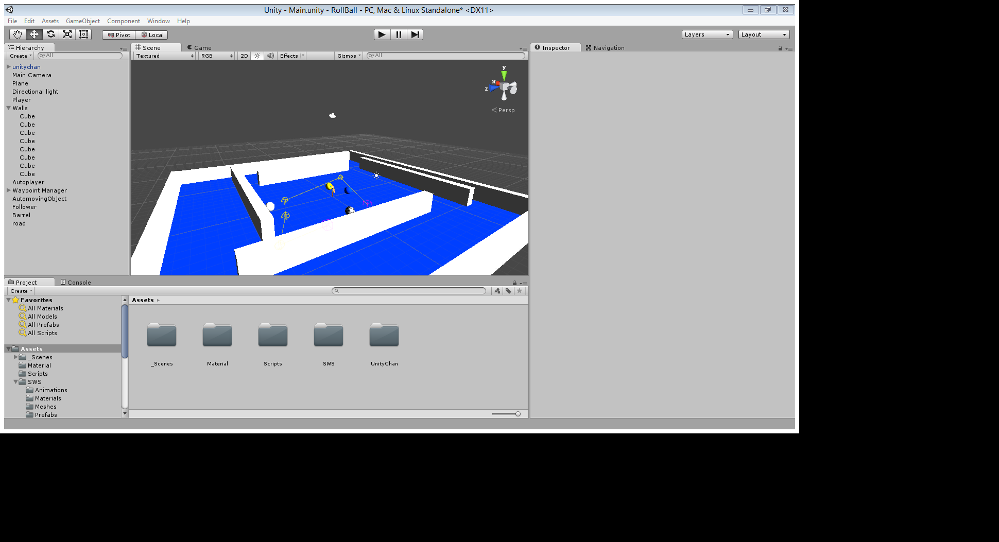 Unity - Main.unity - RollBall - PC, Mac & Linux Standalone* <DX11>
File Edit Assets GameObject Component Window Help
Pivot Local Layers Layout
Hierarchy
Create All
unitychan
Main Camera
Plane
Directional light
Player
Walls
Cube
Cube
Cube
Cube
Cube
Cube
Cube
Cube
Autoplayer
Waypoint Manager
AutomovingObject
Follower
Barrel
road
Scene Game
Textured RGB 2D Effects Gizmos All
y
x
z
Persp
Inspector Navigation
Project Console
Create
Favorites
All Materials
All Models
All Prefabs
All Scripts
Assets
_Scenes
Material
Scripts
SWS
Animations
Materials
Meshes
Prefabs
Assets
_Scenes Material Scripts SWS UnityChan